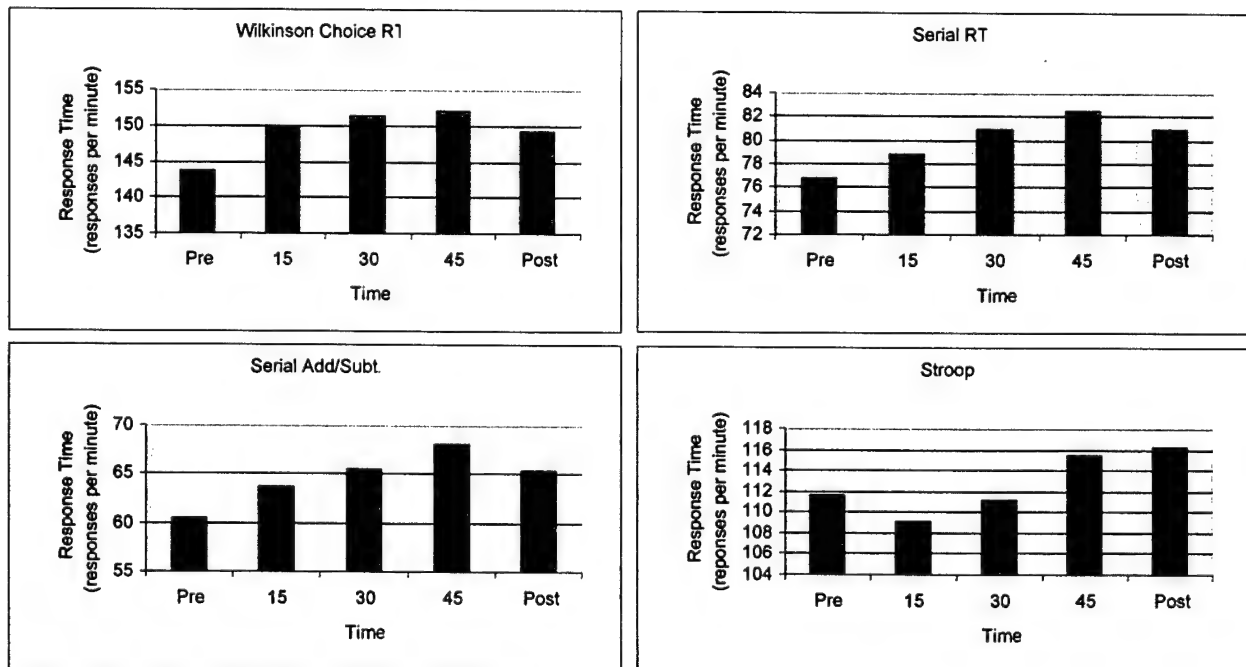 Wilkinson Choice RT
Response Time
(responses per minute)
155
150
145
140
135
Pre 15 30 45 Post
Time
Serial RT
Response Time
(responses per minute)
84
82
80
78
76
74
72
Pre 15 30 45 Post
Time
Serial Add/Subt.
Response Time
(responses per minute)
70
65
60
55
Pre 15 30 45 Post
Time
Stroop
Response Time
(reponses per minute)
118
116
114
112
110
108
106
104
Pre 15 30 45 Post
Time